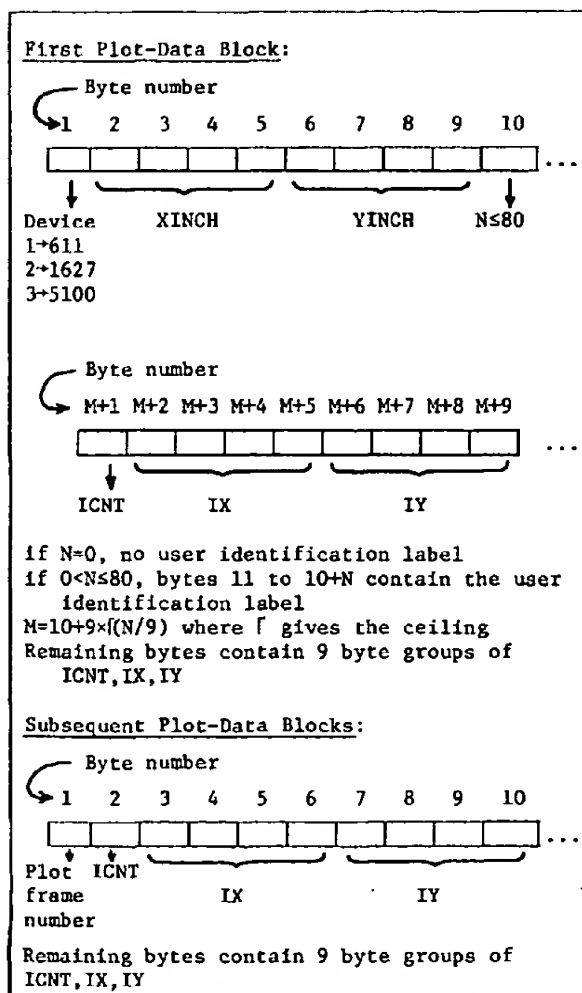 First Plot-Data Block:
Byte number
1 2 3 4 5 6 7 8 9 10
...
Device XINCH YINCH N≤80
1→611
2→1627
3→5100
Byte number
M+1 M+2 M+3 M+4 M+5 M+6 M+7 M+8 M+9
...
ICNT IX IY
if N=0, no user identification label
if 0<N≤80, bytes 11 to 10+N contain the user
identification label
M=10+9×⌈(N/9) where ⌈ gives the ceiling
Remaining bytes contain 9 byte groups of
ICNT,IX,IY
Subsequent Plot-Data Blocks:
Byte number
1 2 3 4 5 6 7 8 9 10
...
Plot ICNT
frame IX IY
number
Remaining bytes contain 9 byte groups of
ICNT,IX,IY